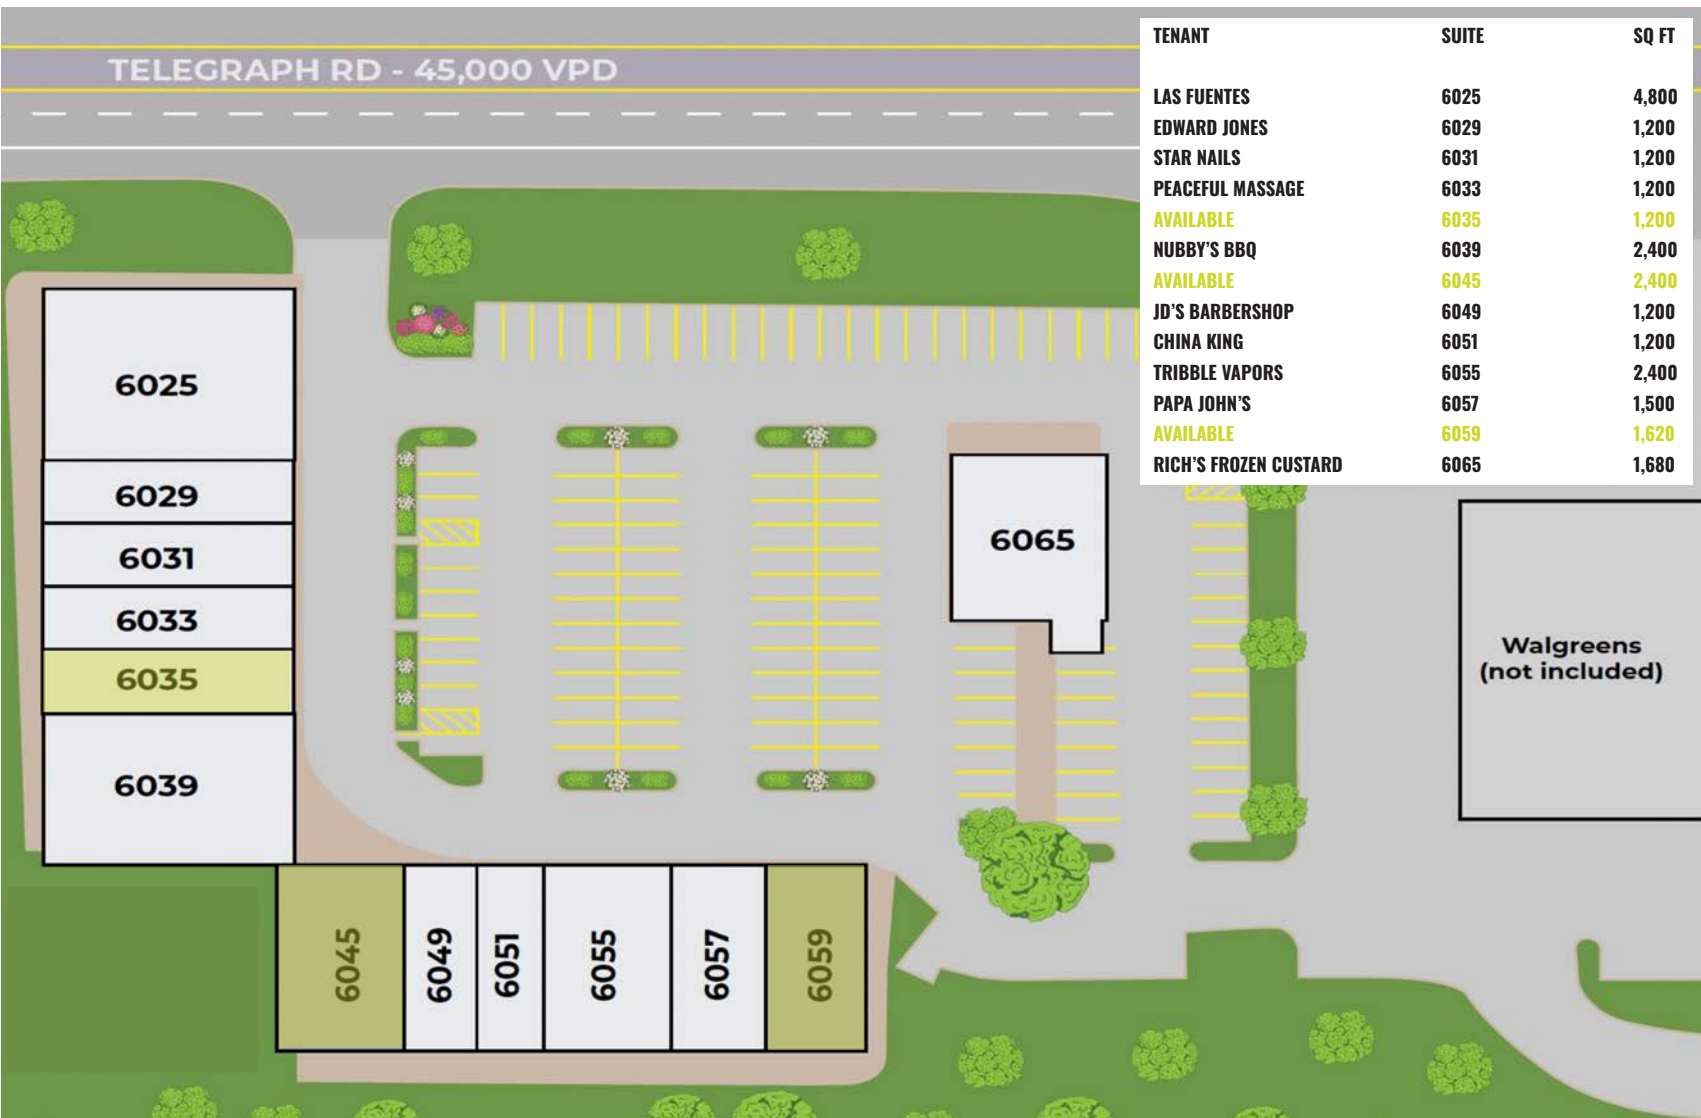 TELEGRAPH RD - 45,000 VPD
TENANT SUITE SQ FT
LAS FUENTES 6025 4,800
EDWARD JONES 6029 1,200
STAR NAILS 6031 1,200
PEACEFUL MASSAGE 6033 1,200
AVAILABLE 6035 1,200
NUBBY'S BBQ 6039 2,400
AVAILABLE 6045 2,400
JD'S BARBERSHOP 6049 1,200
CHINA KING 6051 1,200
TRIBBLE VAPORS 6055 2,400
PAPA JOHN'S 6057 1,500
AVAILABLE 6059 1,620
RICH'S FROZEN CUSTARD 6065 1,680
6025
6029
6031
6033
6035
6039
6065
Walgreens
(not included)
6045
6049
6051
6055
6057
6059